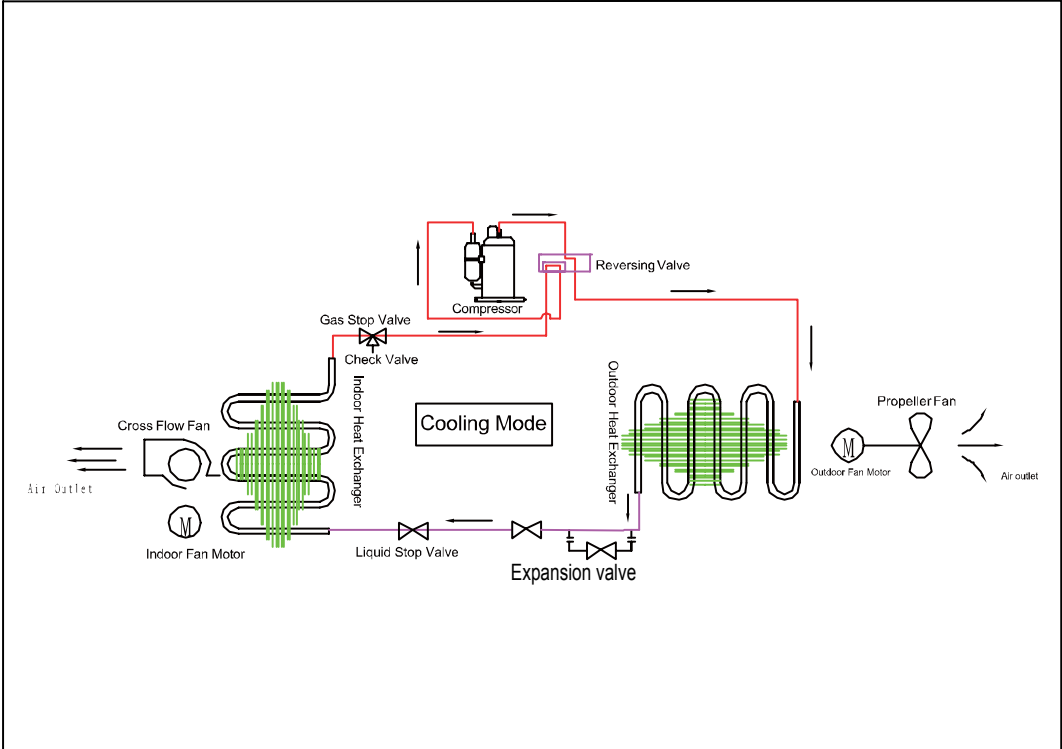 Reversing Valve
Compressor
Gas Stop Valve
Check Valve
Indoor Heat Exchanger
Outdoor Heat Exchanger
Cooling Mode
Propeller Fan
Cross Flow Fan
M
Outdoor Fan Motor
Air outlet
Air Outlet
M
Indoor Fan Motor
Liquid Stop Valve
Expansion valve